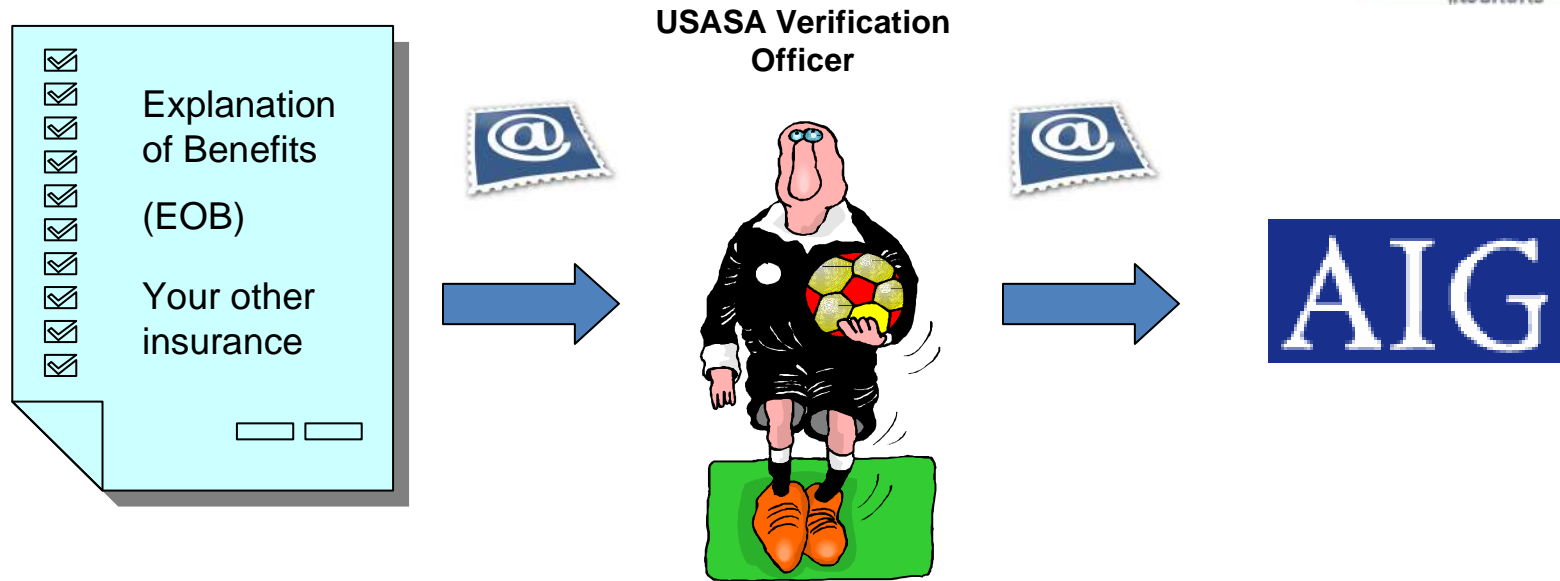 USASA Verification
Officer
Explanation
of Benefits
(EOB)
Your other
insurance
@
@
AIG